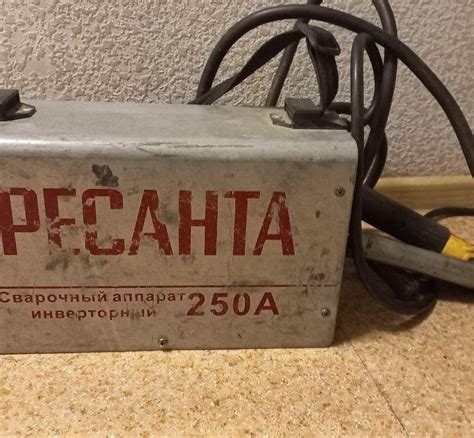 РЕСАНТА
Сварочный аппарат
инверторный 250А